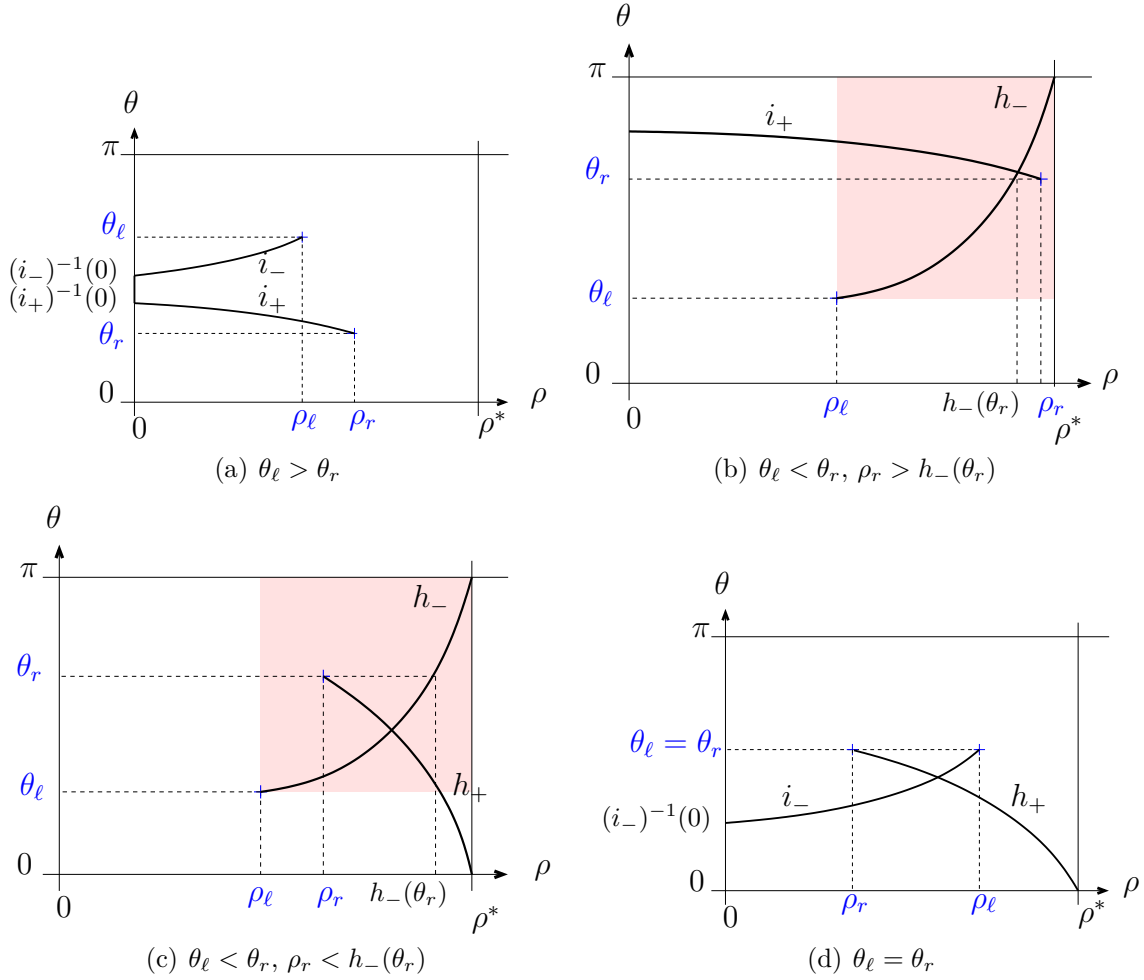 θ
π
θ_ℓ
(i_−)^{−1}(0)
(i_+)^{−1}(0)
θ_r
0
i_−
i_+
ρ
0
ρ_ℓ
ρ_r
ρ^*
(a) θ_ℓ > θ_r
θ
π
i_+
h_−
θ_r
θ_ℓ
0
ρ
0
ρ_ℓ
h_−(θ_r)
ρ_r
ρ^*
(b) θ_ℓ < θ_r, ρ_r > h_−(θ_r)
θ
π
h_−
θ_r
θ_ℓ
h_+
0
ρ
0
ρ_ℓ
ρ_r
h_−(θ_r)
ρ^*
(c) θ_ℓ < θ_r, ρ_r < h_−(θ_r)
θ
π
θ_ℓ = θ_r
i_−
h_+
(i_−)^{−1}(0)
0
ρ
0
ρ_r
ρ_ℓ
ρ^*
(d) θ_ℓ = θ_r